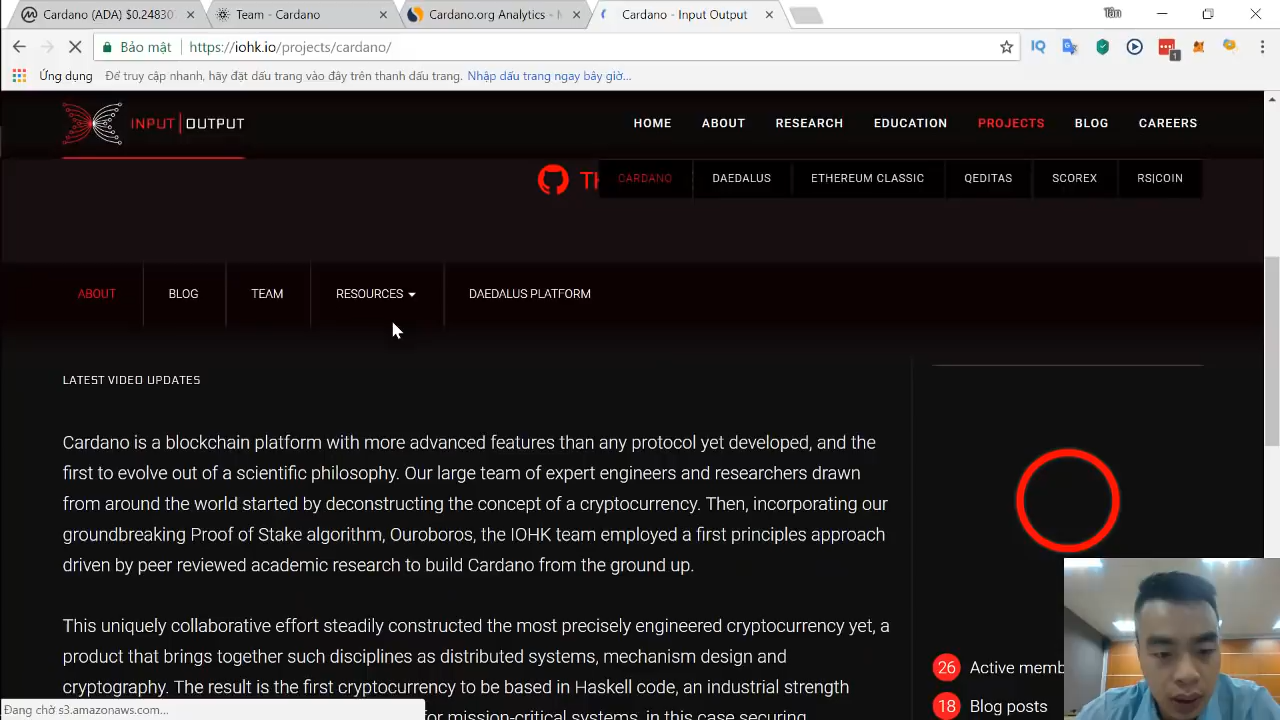 Cardano (ADA) $0.24830
Team - Cardano
Cardano.org Analytics -
Cardano - Input Output
Tân
Bảo mật
https://iohk.io/projects/cardano/
1
Ứng dụng
Để truy cập nhanh, hãy đặt dấu trang vào đây trên thanh dấu trang.
Nhập dấu trang ngay bây giờ...
INPUT | OUTPUT
HOME
ABOUT
RESEARCH
EDUCATION
PROJECTS
BLOG
CAREERS
CARDANO
DAEDALUS
ETHEREUM CLASSIC
QEDITAS
SCOREX
RS|COIN
ABOUT
BLOG
TEAM
RESOURCES
DAEDALUS PLATFORM
LATEST VIDEO UPDATES
Cardano is a blockchain platform with more advanced features than any protocol yet developed, and the
first to evolve out of a scientific philosophy. Our large team of expert engineers and researchers drawn
from around the world started by deconstructing the concept of a cryptocurrency. Then, incorporating our
groundbreaking Proof of Stake algorithm, Ouroboros, the IOHK team employed a first principles approach
driven by peer reviewed academic research to build Cardano from the ground up.
This uniquely collaborative effort steadily constructed the most precisely engineered cryptocurrency yet, a
product that brings together such disciplines as distributed systems, mechanism design and
cryptography. The result is the first cryptocurrency to be based in Haskell code, an industrial strength
for mission-critical systems, in this case securing
26 Active memb
18 Blog posts
Đang chờ s3.amazonaws.com...